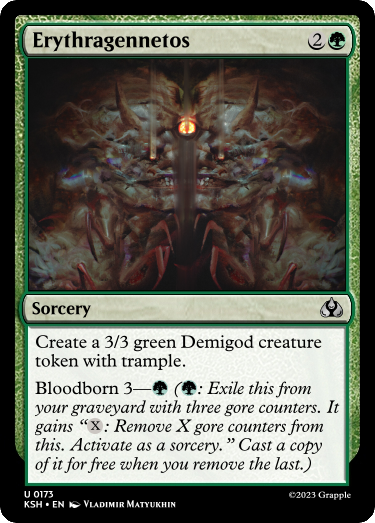 Erythragennetos 2
Sorcery
Create a 3/3 green Demigod creature
token with trample.
Bloodborn 3— (: Exile this from
your graveyard with three gore counters. It
gains “X: Remove X gore counters from
this. Activate as a sorcery.” Cast a copy
of it for free when you remove the last.)
U 0173
KSH • EN Vladimir Matyukhin
©2023 Grapple